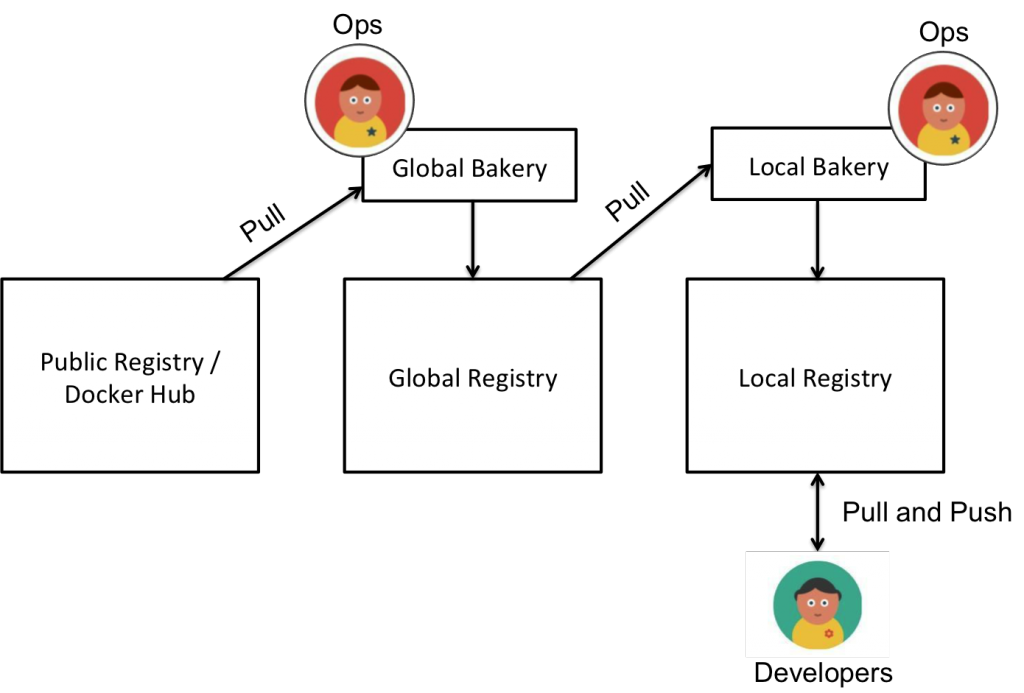 Ops
Ops
Global Bakery
Local Bakery
Pull
Pull
Public Registry /
Docker Hub
Global Registry
Local Registry
Pull and Push
Developers